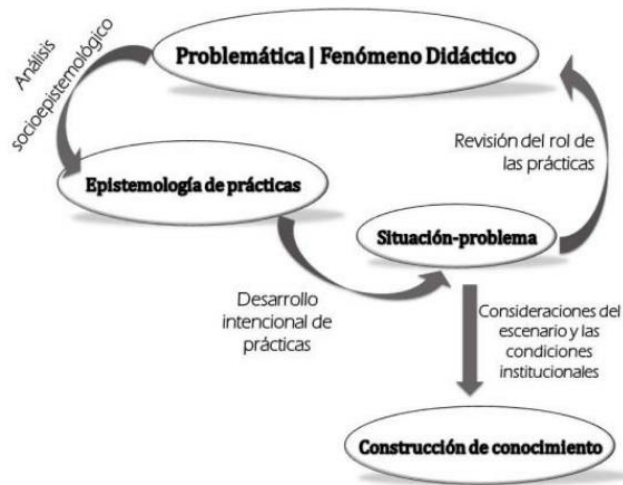 Problemática | Fenómeno Didáctico
Análisis
socioepistemológico
Revisión del rol de
las prácticas
Epistemología de prácticas
Situación-problema
Desarrollo
intencional de
prácticas
Consideraciones del
escenario y las
condiciones
institucionales
Construcción de conocimiento